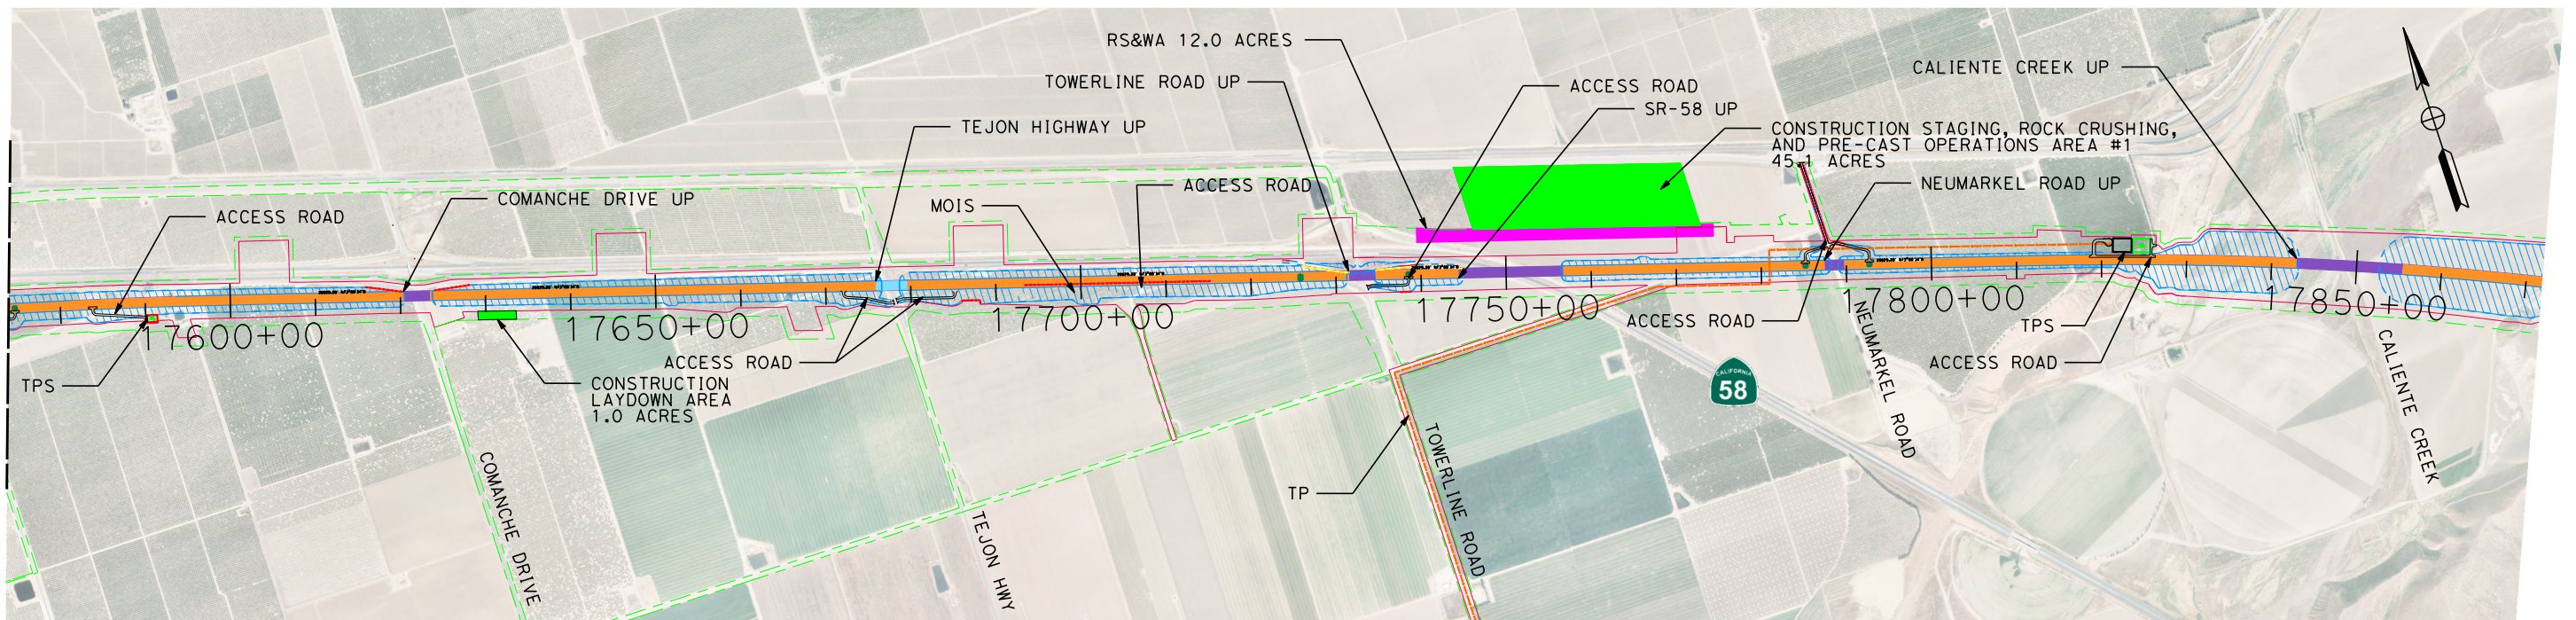 RS&WA 12.0 ACRES
TOWERLINE ROAD UP
TEJON HIGHWAY UP
ACCESS ROAD
SR-58 UP
CALIENTE CREEK UP
CONSTRUCTION STAGING, ROCK CRUSHING,
AND PRE-CAST OPERATIONS AREA #1
45.1 ACRES
ACCESS ROAD
COMANCHE DRIVE UP
MOIS
ACCESS ROAD
NEUMARKEL ROAD UP
17600+00
17650+00
17700+00
17750+00
17800+00
17850+00
TPS
CONSTRUCTION
LAYDOWN AREA
1.0 ACRES
ACCESS ROAD
ACCESS ROAD
TPS
ACCESS ROAD
CALIFORNIA
58
TP
COMANCHE DRIVE
TEJON HWY
TOWERLINE ROAD
NEUMARKEL ROAD
CALIENTE CREEK